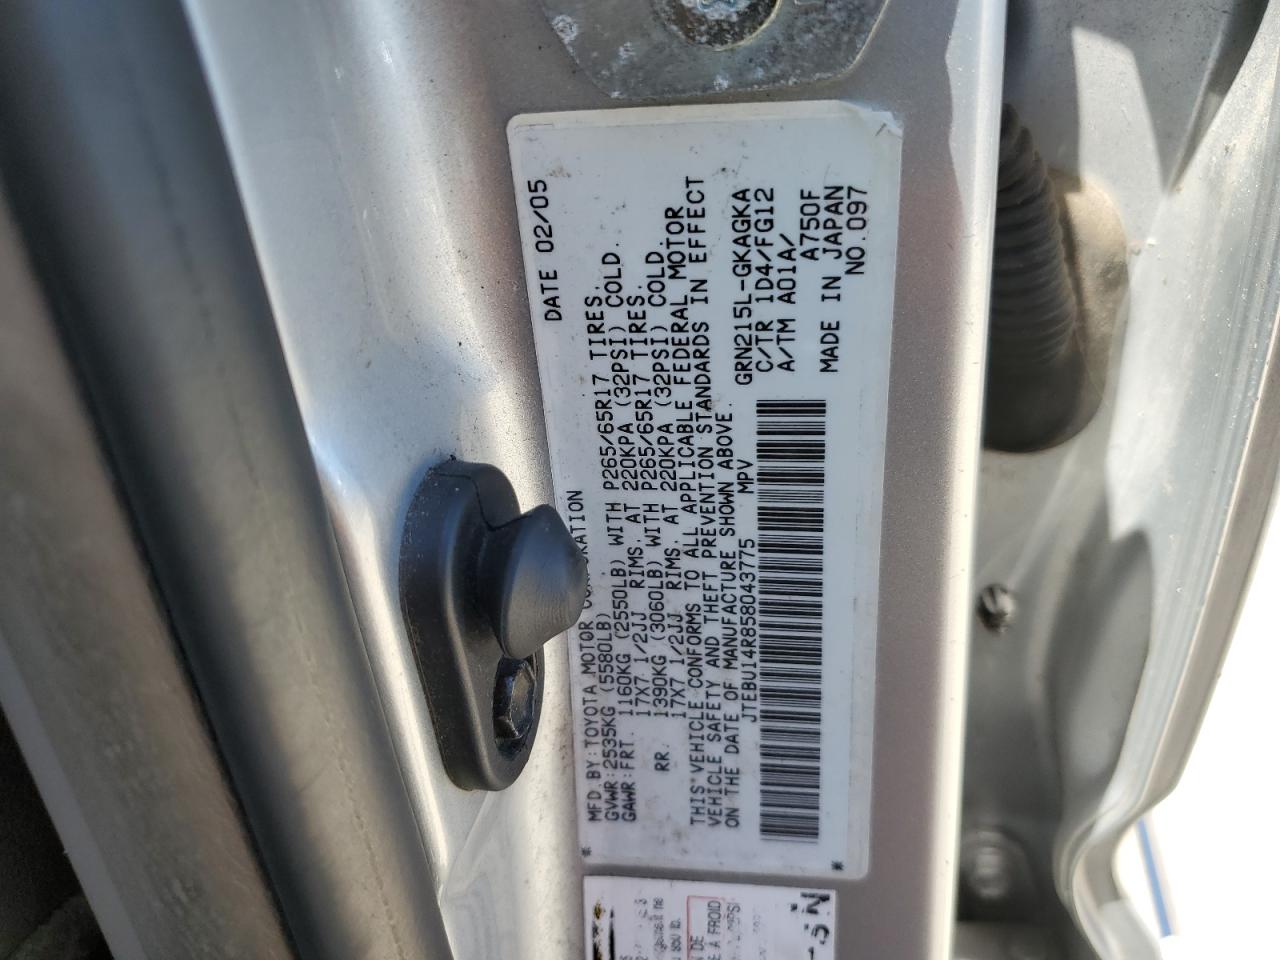 MFD. BY: TOYOTA MOTOR CORPORATION DATE 02/05
GVWR: 2535KG (5580LB)
GAWR: FRT. 1160KG (2550LB) WITH P265/65R17 TIRES.
17X7 1/2JJ RIMS, AT 220KPA (32PSI) COLD.
RR. 1390KG (3060LB) WITH P265/65R17 TIRES.
17X7 1/2JJ RIMS, AT 220KPA (32PSI) COLD.
THIS VEHICLE CONFORMS TO ALL APPLICABLE FEDERAL MOTOR
VEHICLE SAFETY AND THEFT PREVENTION STANDARDS IN EFFECT
ON THE DATE OF MANUFACTURE SHOWN ABOVE.
JTEBU14R858043775 MPV
GRN215L-GKAGKA
C/TR 1D4/FG12
A/TM A01A/
A750F
MADE IN JAPAN
NO.097
* *
N DE
E A FROID